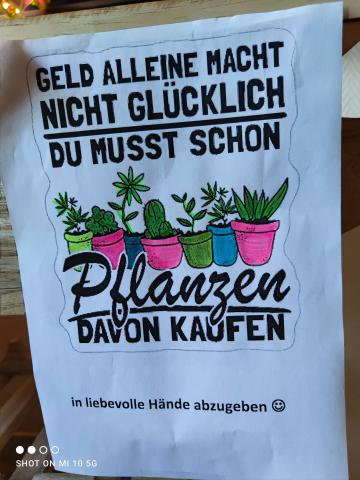 GELD ALLEINE MACHT
NICHT GLÜCKLICH
DU MUSST SCHON
Pflanzen
DAVON KAUFEN
in liebevolle Hände abzugeben ☺
SHOT ON MI 10 5G